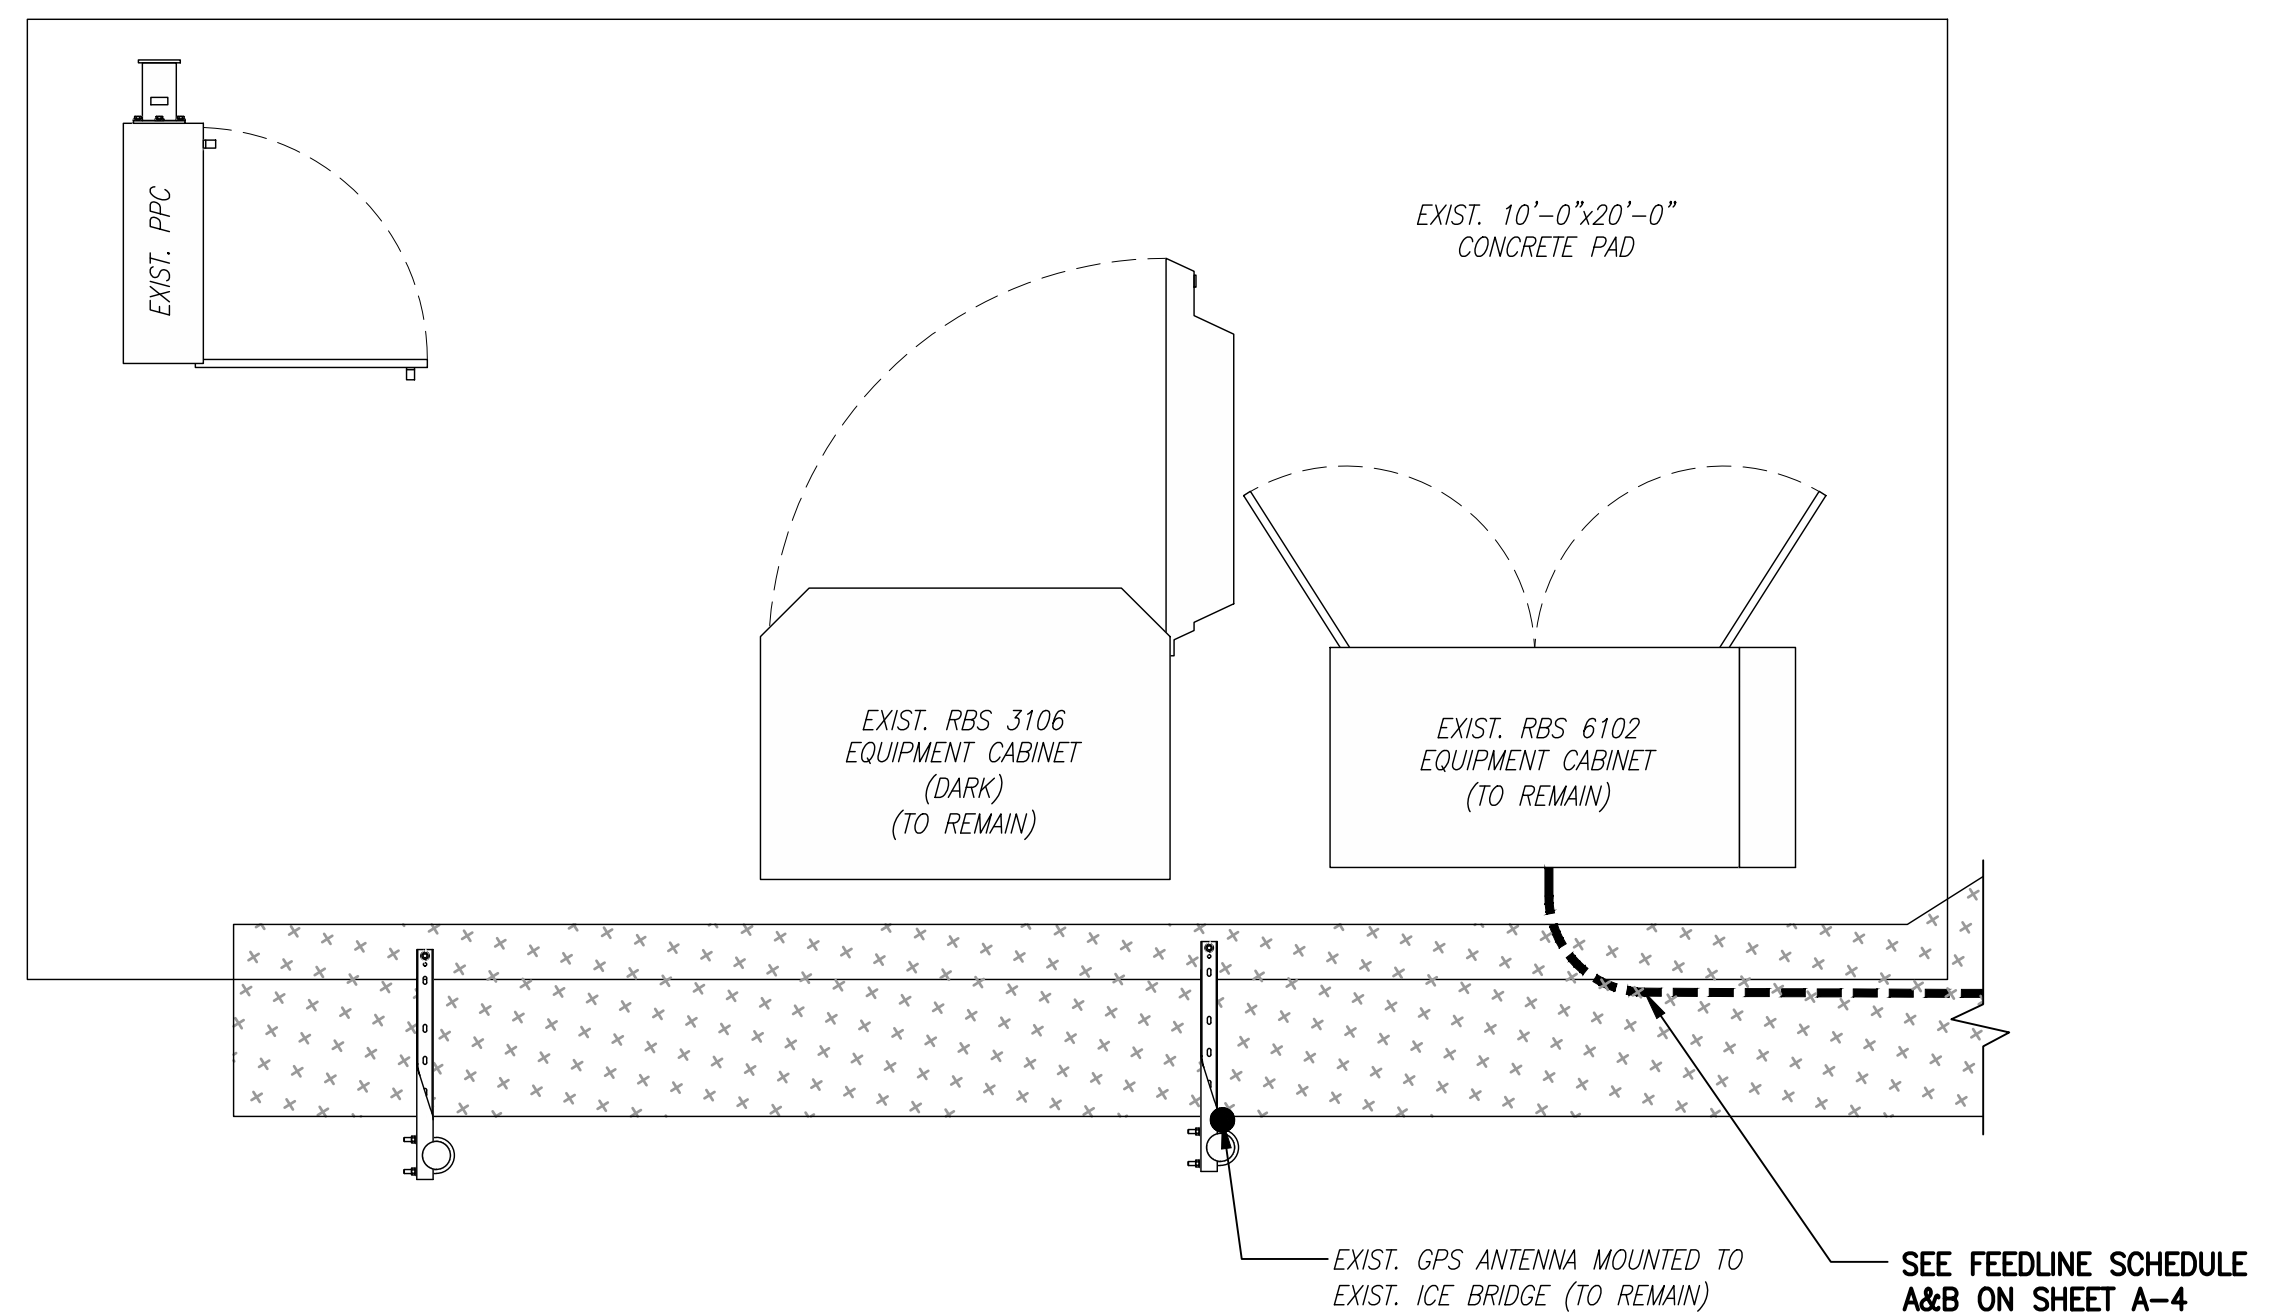 EXIST. PPC
EXIST. 10'-0"x20'-0"
CONCRETE PAD
EXIST. RBS 3106
EQUIPMENT CABINET
(DARK)
(TO REMAIN)
EXIST. RBS 6102
EQUIPMENT CABINET
(TO REMAIN)
EXIST. GPS ANTENNA MOUNTED TO
EXIST. ICE BRIDGE (TO REMAIN)
SEE FEEDLINE SCHEDULE
A&B ON SHEET A-4